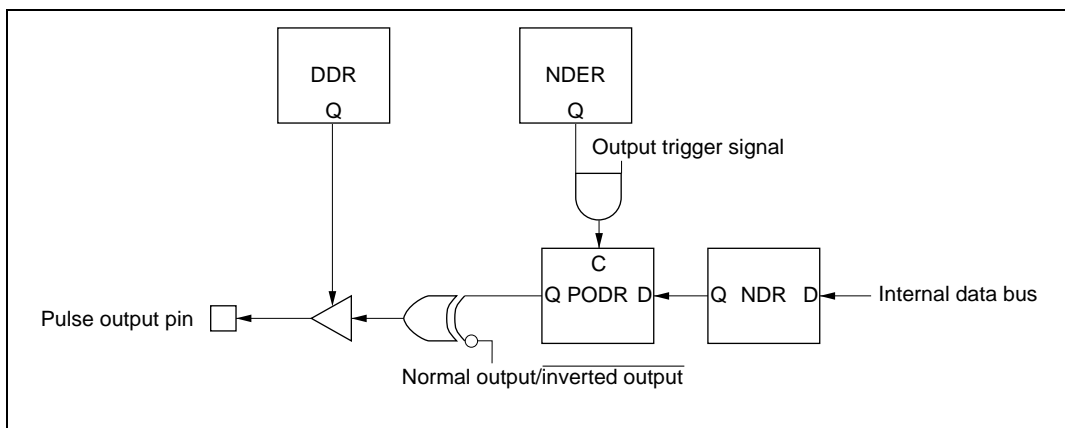 DDR
Q
NDER
Q
Output trigger signal
C
Q PODR D
Q NDR D
Internal data bus
Pulse output pin
Normal output/inverted output